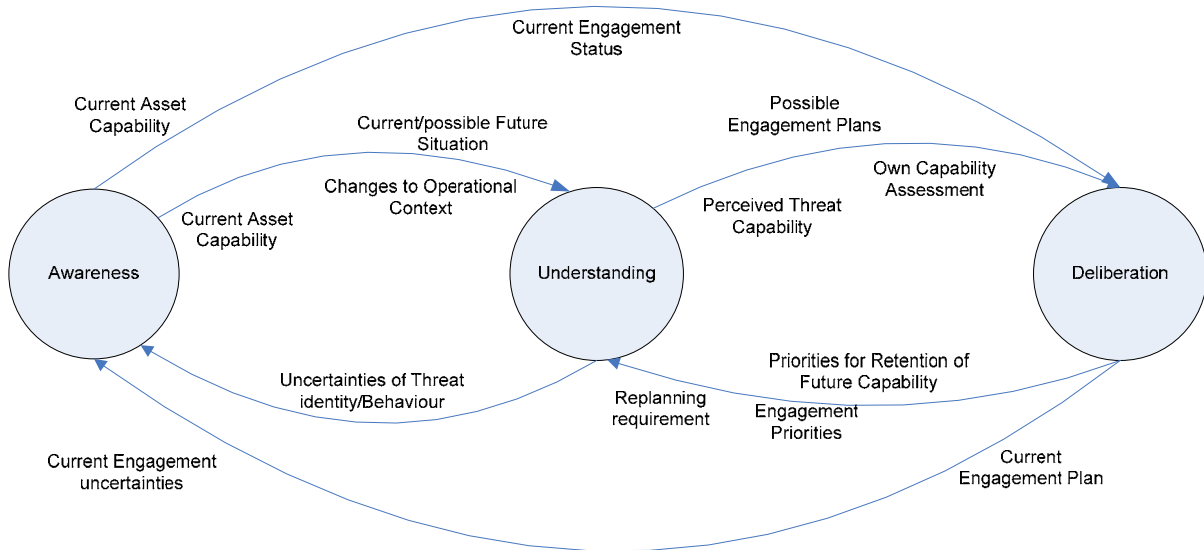 Current Engagement
Status
Current Asset
Capability
Current/possible Future
Situation
Possible
Engagement Plans
Changes to Operational
Context
Own Capability
Assessment
Current Asset
Capability
Perceived Threat
Capability
Awareness
Understanding
Deliberation
Uncertainties of Threat
identity/Behaviour
Priorities for Retention of
Future Capability
Replanning
requirement
Engagement
Priorities
Current Engagement
uncertainties
Current
Engagement Plan